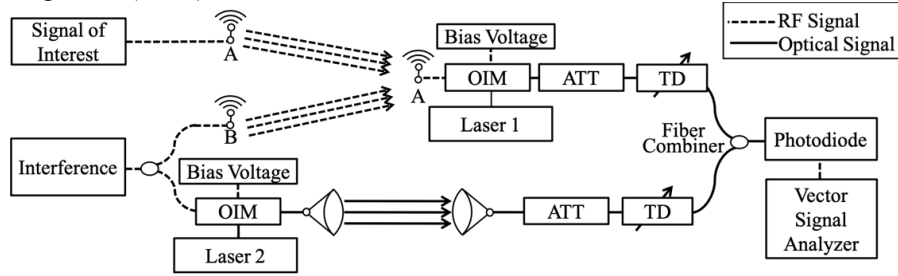 Signal of
Interest
A
RF Signal
Optical Signal
Bias Voltage
A
OIM
ATT
TD
Laser 1
B
Interference
Bias Voltage
OIM
Laser 2
ATT
TD
Fiber
Combiner
Photodiode
Vector
Signal
Analyzer